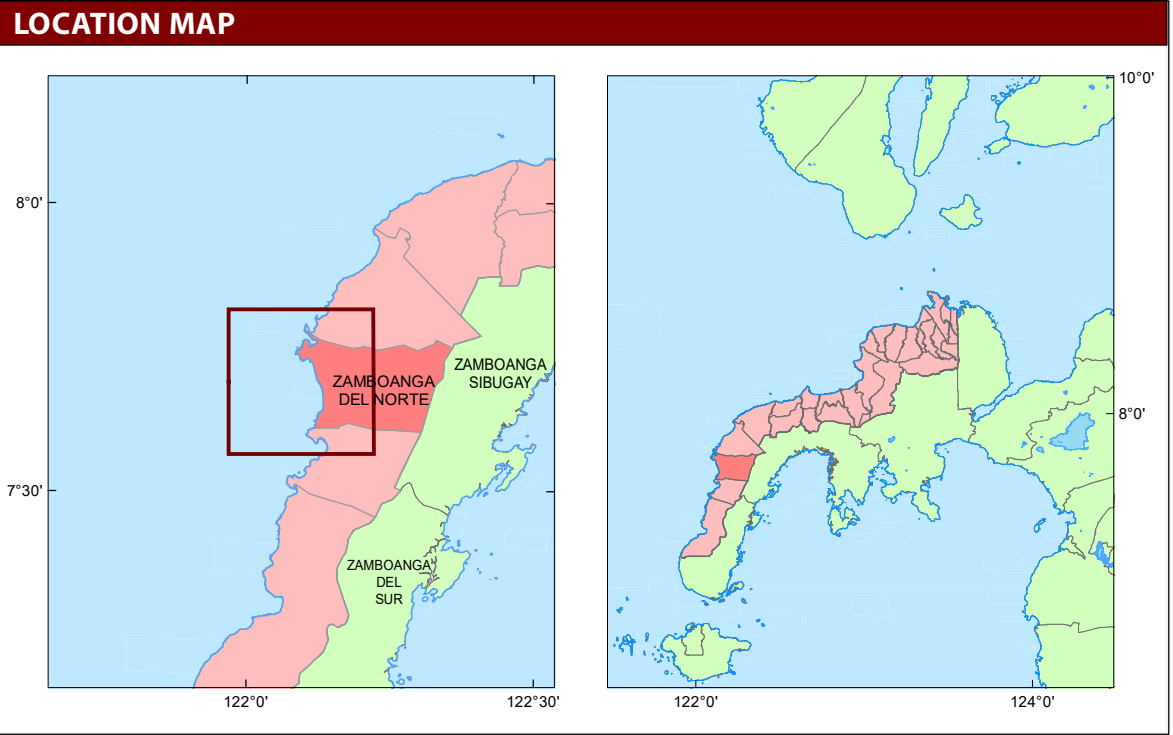 LOCATION MAP
8°0'
7°30'
122°0'
122°30'
ZAMBOANGA
DEL NORTE
ZAMBOANGA
SIBUGAY
ZAMBOANGA
DEL
SUR
10°0'
8°0'
122°0'
124°0'